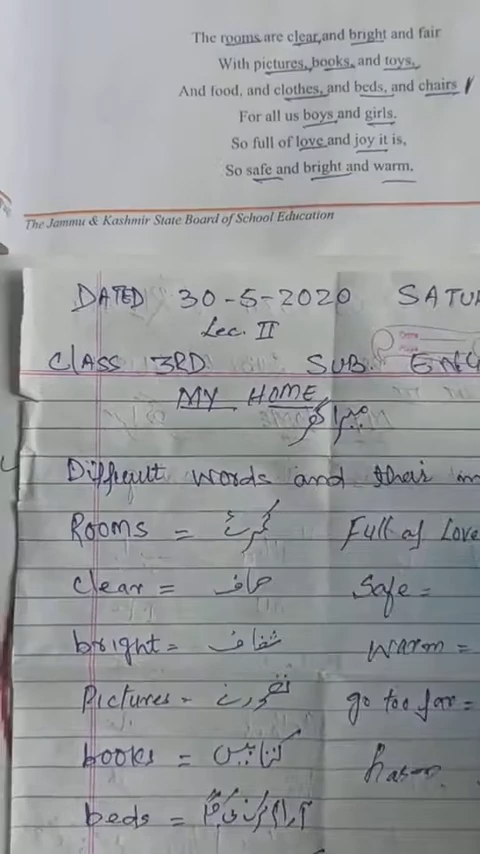 The rooms are clear, and bright and fair
With pictures, books, and toys,
And food, and clothes, and beds, and chairs
For all us boys and girls.
So full of love and joy it is,
So safe and bright and warm.
The Jammu & Kashmir State Board of School Education
DATED 30-5-2020 SATU
Lec. II
Class 3RD SUB. ENG
MY HOME
میرا گھر
Difficult words and their m
Rooms = کمرے Full of Love
Clear = صاف Safe =
bright = شفاف Warm =
Pictures = go too far =
books = کتابیں has =
beds =